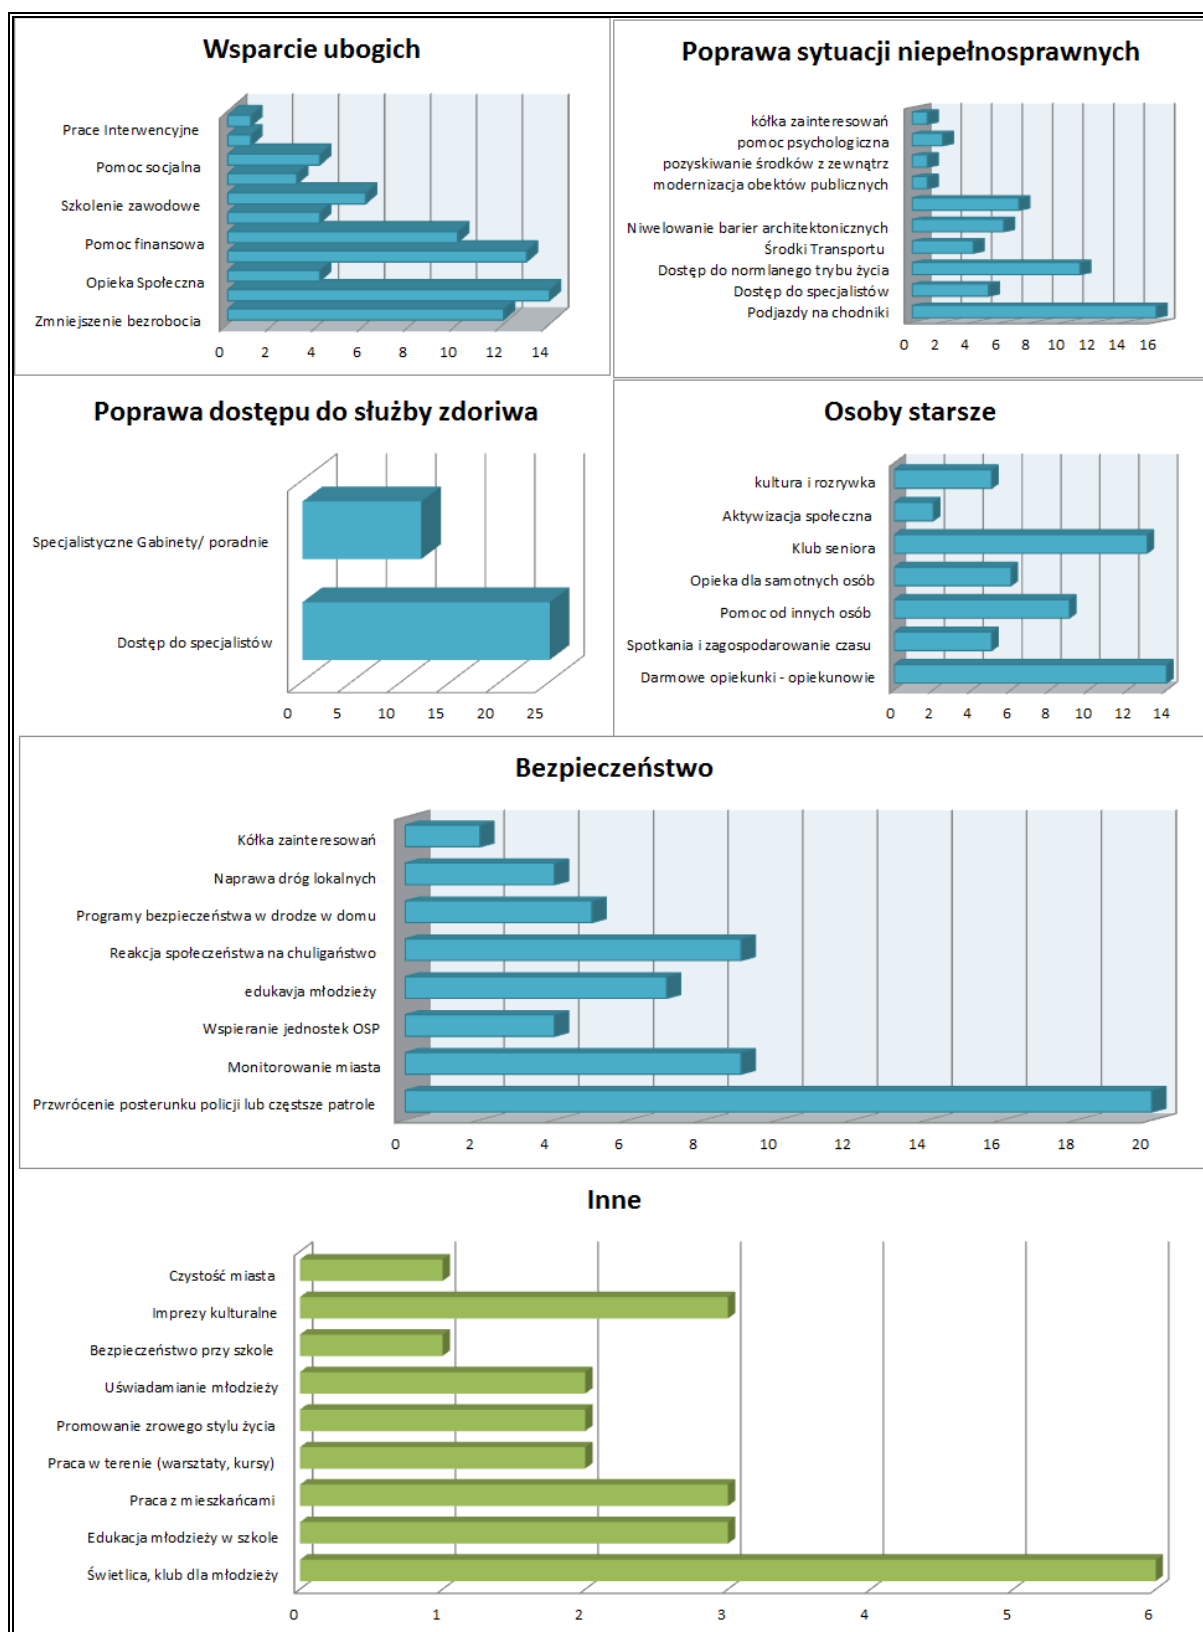 Wsparcie ubogich
Prace Interwencyjne
Pomoc socjalna
Szkolenie zawodowe
Pomoc finansowa
Opieka Społeczna
Zmniejszenie bezrobocia
0 2 4 6 8 10 12 14
Poprawa sytuacji niepełnosprawnych
kółka zainteresowań
pomoc psychologiczna
pozyskiwanie środków z zewnątrz
modernizacja obektów publicznych
Niwelowanie barier architektonicznych
Środki Transportu
Dostęp do normlanego trybu życia
Dostęp do specjalistów
Podjazdy na chodniki
0 2 4 6 8 10 12 14 16
Poprawa dostępu do służby zdoriwa
Specjalistyczne Gabinety/ poradnie
Dostęp do specjalistów
0 5 10 15 20 25
Osoby starsze
kultura i rozrywka
Aktywizacja społeczna
Klub seniora
Opieka dla samotnych osób
Pomoc od innych osób
Spotkania i zagospodarowanie czasu
Darmowe opiekunki - opiekunowie
0 2 4 6 8 10 12 14
Bezpieczeństwo
Kółka zainteresowań
Naprawa dróg lokalnych
Programy bezpieczeństwa w drodze w domu
Reakcja społeczeństwa na chuligaństwo
edukavja młodzieży
Wspieranie jednostek OSP
Monitorowanie miasta
Przwrócenie posterunku policji lub częstsze patrole
0 2 4 6 8 10 12 14 16 18 20
Inne
Czystość miasta
Imprezy kulturalne
Bezpieczeństwo przy szkole
Uświadamianie młodzieży
Promowanie zrowego stylu życia
Praca w terenie (warsztaty, kursy)
Praca z mieszkańcami
Edukacja młodzieży w szkole
Świetlica, klub dla młodzieży
0 1 2 3 4 5 6